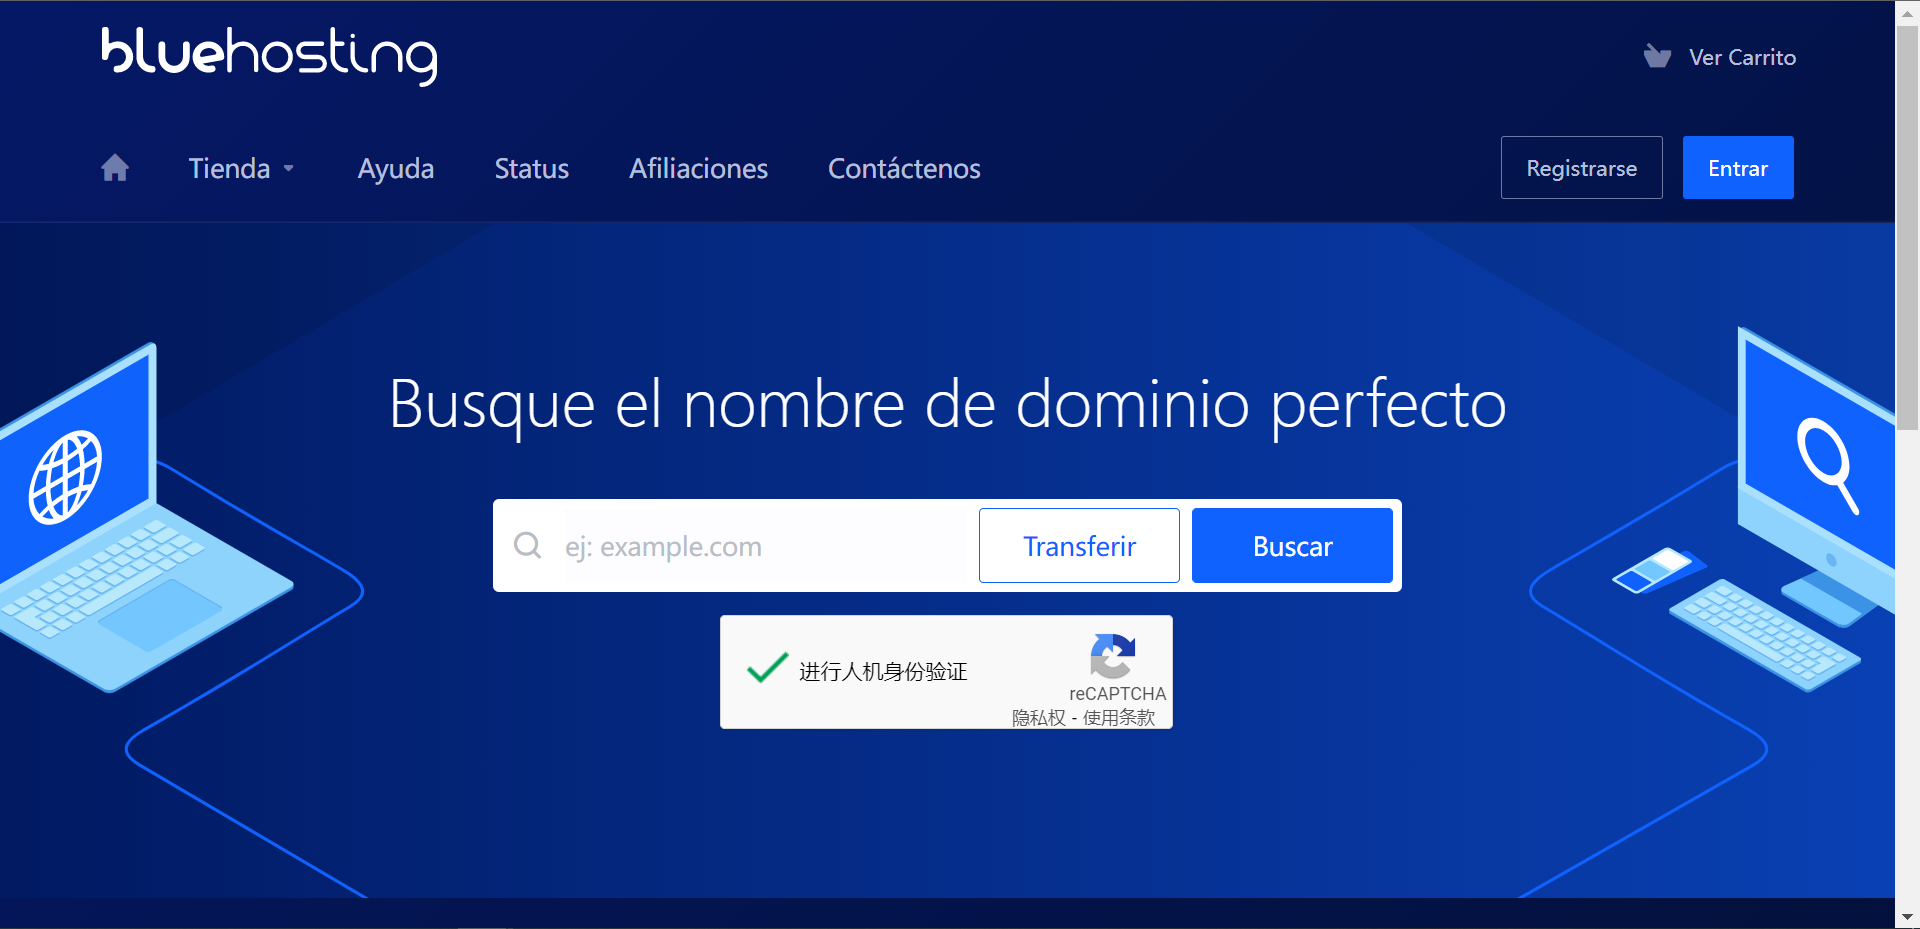 bluehosting
Ver Carrito
Tienda
Ayuda
Status
Afiliaciones
Contáctenos
Registrarse
Entrar
Busque el nombre de dominio perfecto
ej: example.com
Transferir
Buscar
进行人机身份验证
reCAPTCHA
隐私权 - 使用条款